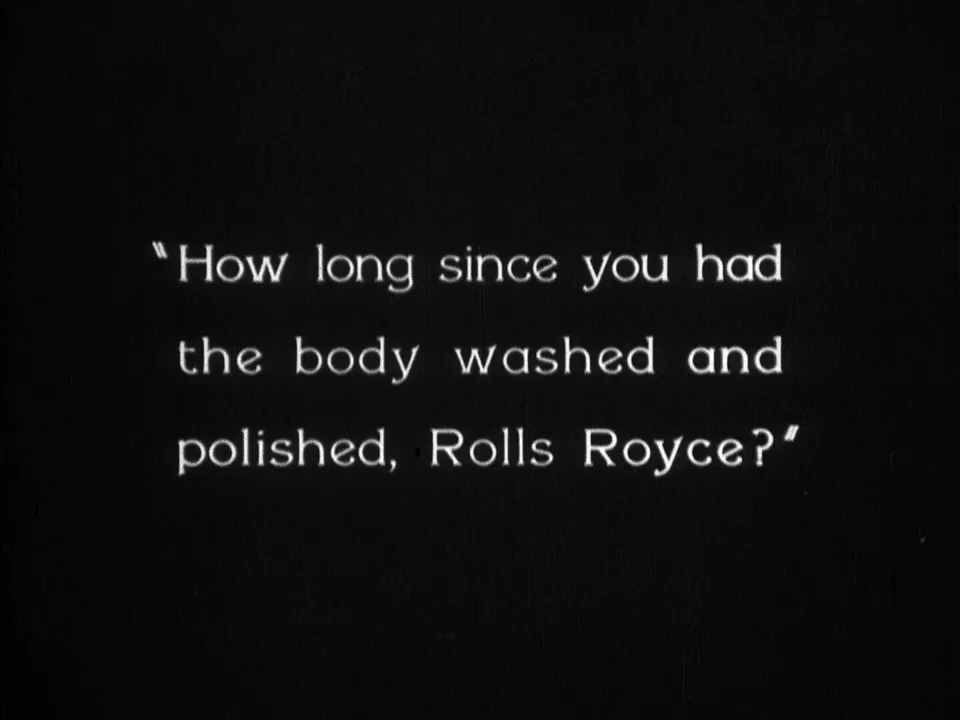 "How long since you had
the body washed and
polished, Rolls Royce?"